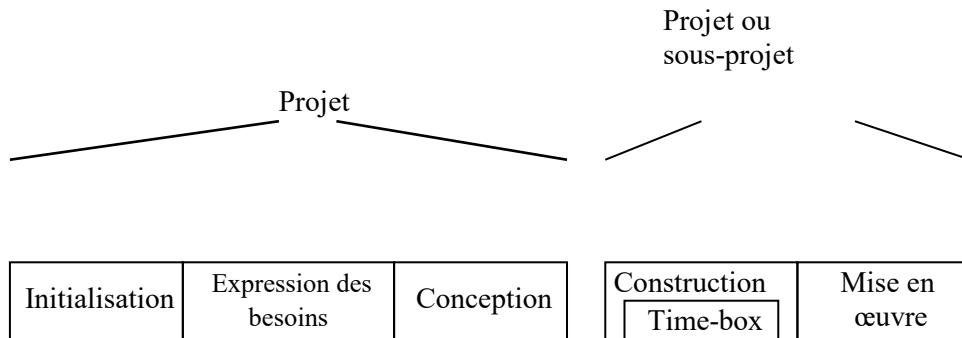 Projet ou
sous-projet
Projet
Initialisation
Expression des
besoins
Conception
Construction
Time-box
Mise en
œuvre